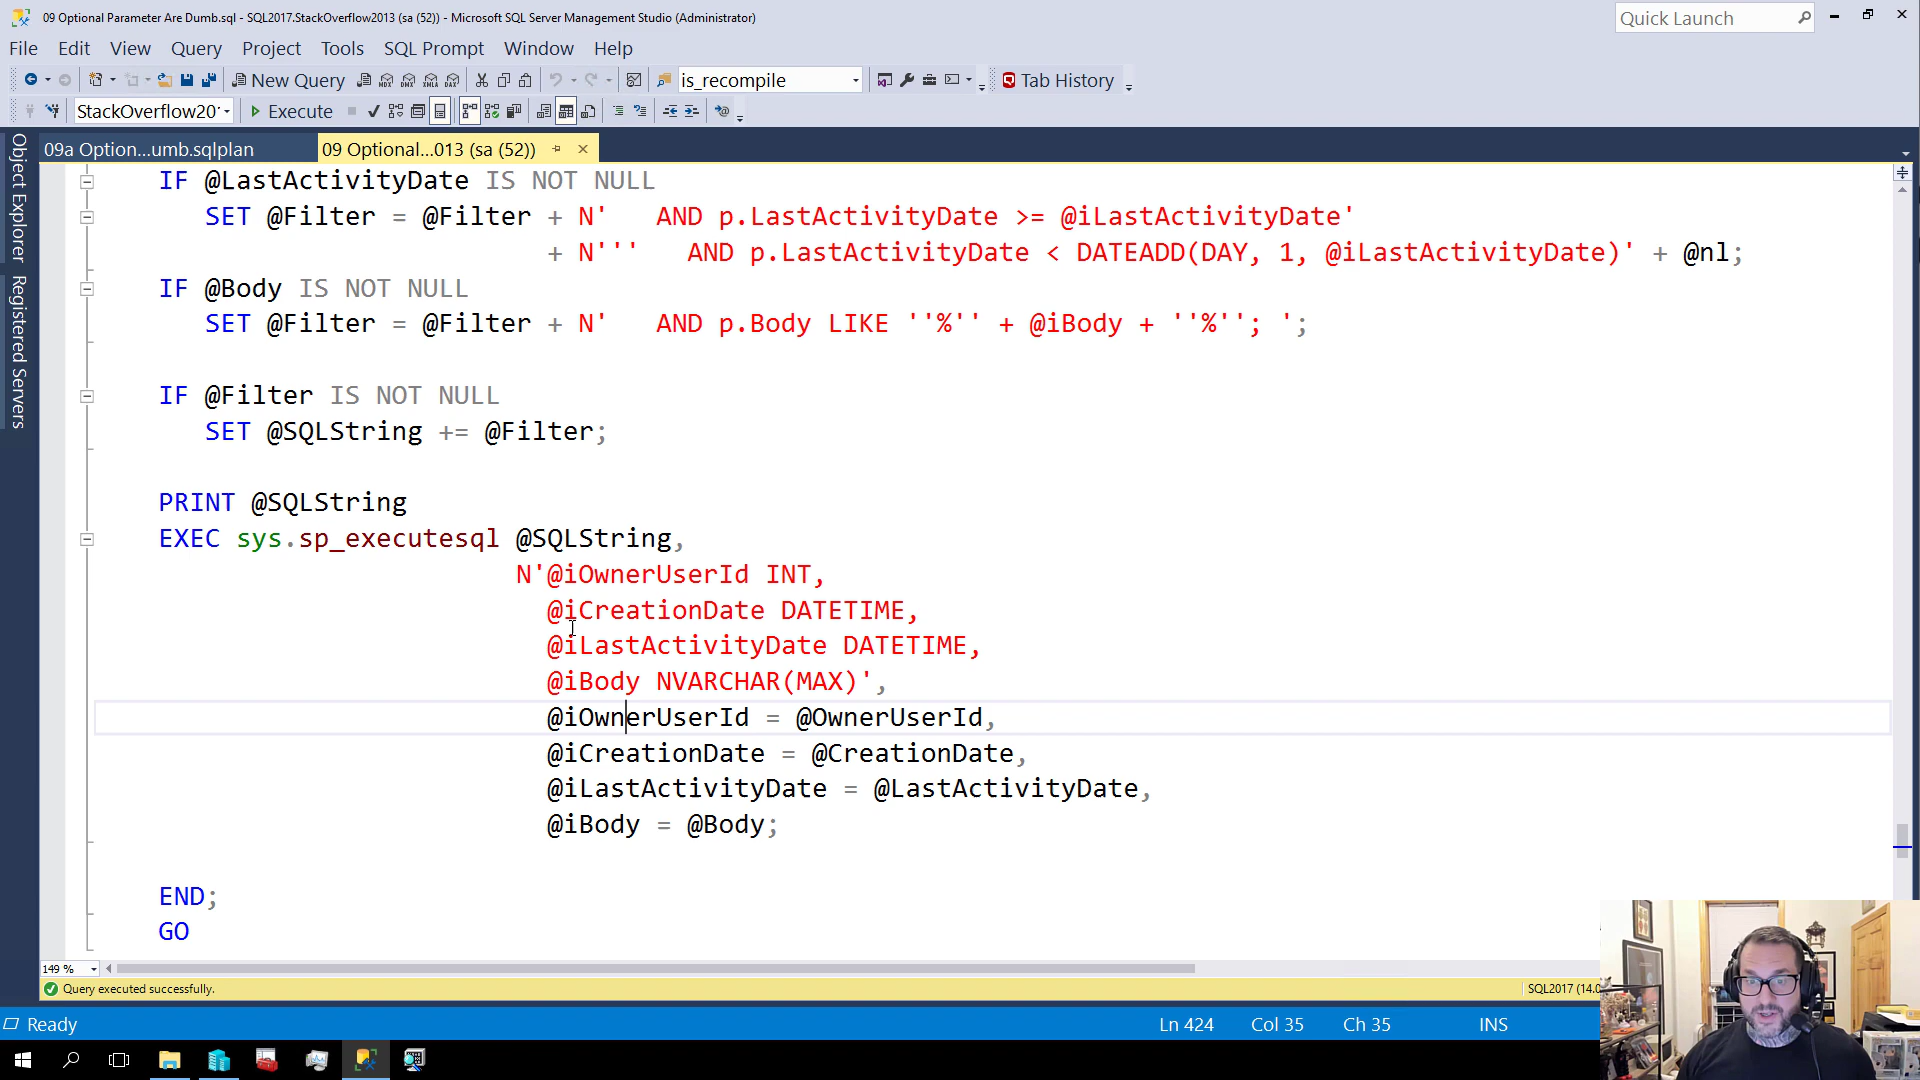 09 Optional Parameter Are Dumb.sql - SQL2017.StackOverflow2013 (sa (52)) - Microsoft SQL Server Management Studio (Administrator)
Quick Launch
File Edit View Query Project Tools SQL Prompt Window Help
New Query
is_recompile
Tab History
StackOverflow20
Execute
09a Option...umb.sqlplan
09 Optional...013 (sa (52))
Object Explorer
Registered Servers
IF @LastActivityDate IS NOT NULL
SET @Filter = @Filter + N'   AND p.LastActivityDate >= @iLastActivityDate'
+ N'''   AND p.LastActivityDate < DATEADD(DAY, 1, @iLastActivityDate)' + @nl;
IF @Body IS NOT NULL
SET @Filter = @Filter + N'   AND p.Body LIKE ''%'' + @iBody + ''%''; ';
IF @Filter IS NOT NULL
SET @SQLString += @Filter;
PRINT @SQLString
EXEC sys.sp_executesql @SQLString,
N'@iOwnerUserId INT,
@iCreationDate DATETIME,
@iLastActivityDate DATETIME,
@iBody NVARCHAR(MAX)',
@iOwnerUserId = @OwnerUserId,
@iCreationDate = @CreationDate,
@iLastActivityDate = @LastActivityDate,
@iBody = @Body;
END;
GO
149 %
Query executed successfully.
SQL2017 (14.0
Ready
Ln 424
Col 35
Ch 35
INS